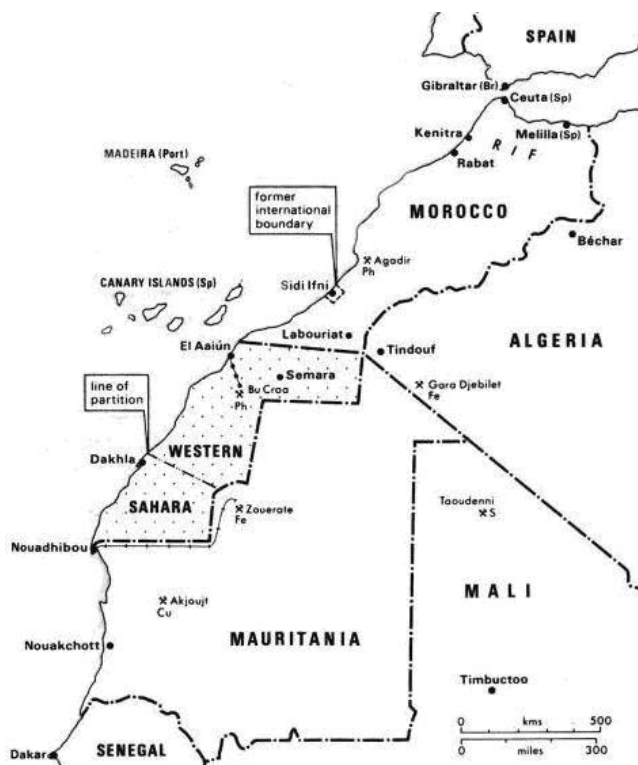 SPAIN
Gibraltar (Br)
Ceuta (Sp)
Kenitra
Melilla (Sp)
RIF
Rabat
MADEIRA (Port)
former
international
boundary
MOROCCO
Béchar
Agadir
Ph
CANARY ISLANDS (Sp)
Sidi Ifni
Labouriat
ALGERIA
El Aaiún
Tindouf
Semara
line of
partition
Bu Craa
Ph
Gara Djebilet
Fe
WESTERN
Dakhla
SAHARA
Zouerate
Fe
Taoudenni
S
Nouadhibou
Akjoujt
Cu
MALI
MAURITANIA
Nouakchott
Timbuctoo
0 kms 500
0 miles 300
Dakar
SENEGAL